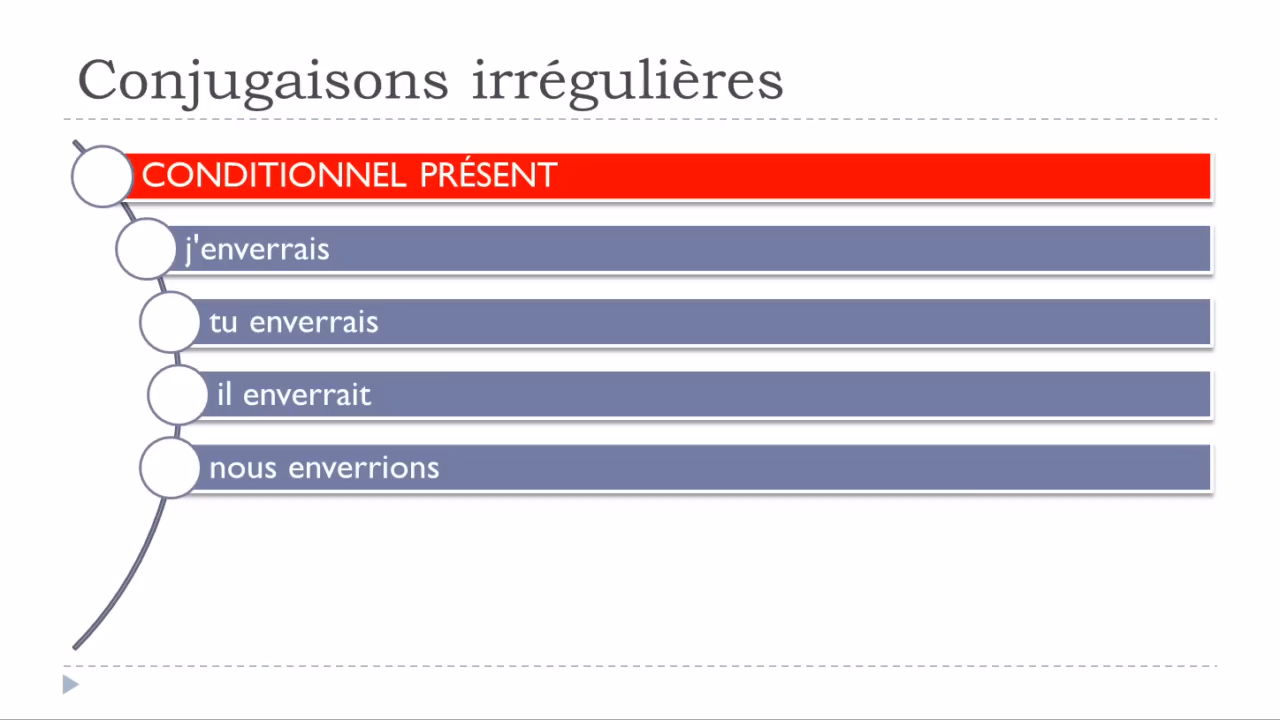 Conjugaisons irrégulières
CONDITIONNEL PRÉSENT
j'enverrais
tu enverrais
il enverrait
nous enverrions